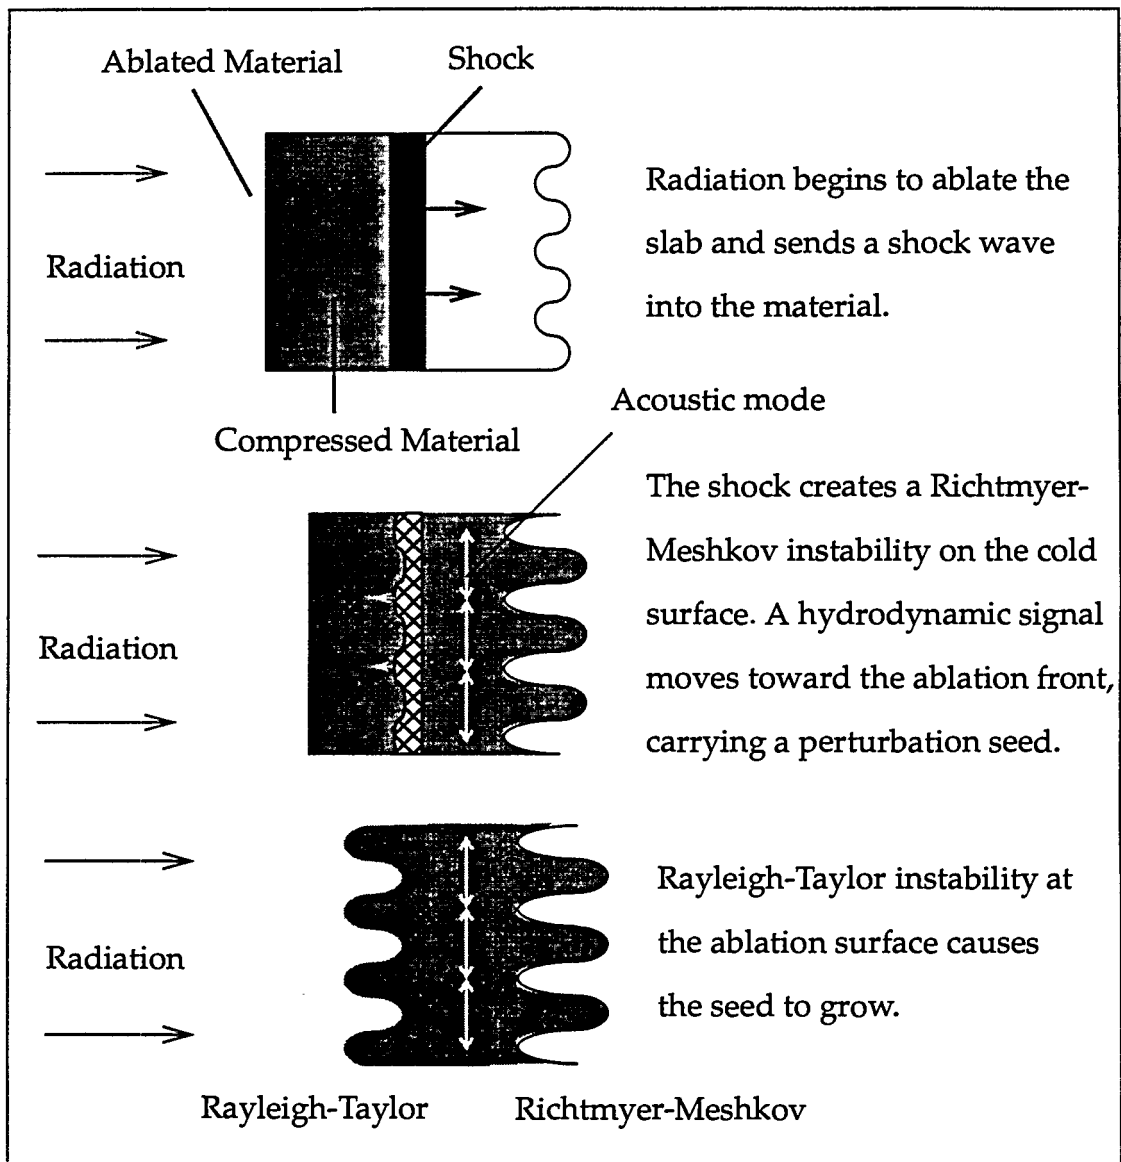 Ablated Material
Shock
Radiation
Radiation begins to ablate the
slab and sends a shock wave
into the material.
Compressed Material
Acoustic mode
Radiation
The shock creates a Richtmyer-
Meshkov instability on the cold
surface. A hydrodynamic signal
moves toward the ablation front,
carrying a perturbation seed.
Radiation
Rayleigh-Taylor instability at
the ablation surface causes
the seed to grow.
Rayleigh-Taylor
Richtmyer-Meshkov